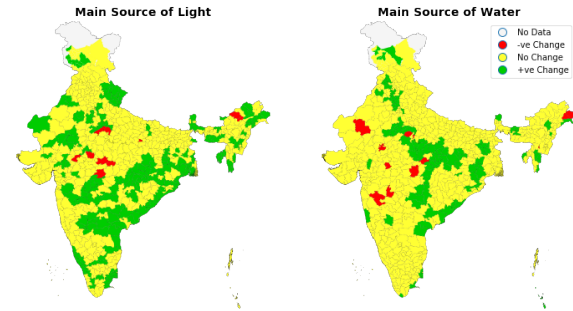 Main Source of Light
Main Source of Water
No Data
-ve Change
No Change
+ve Change